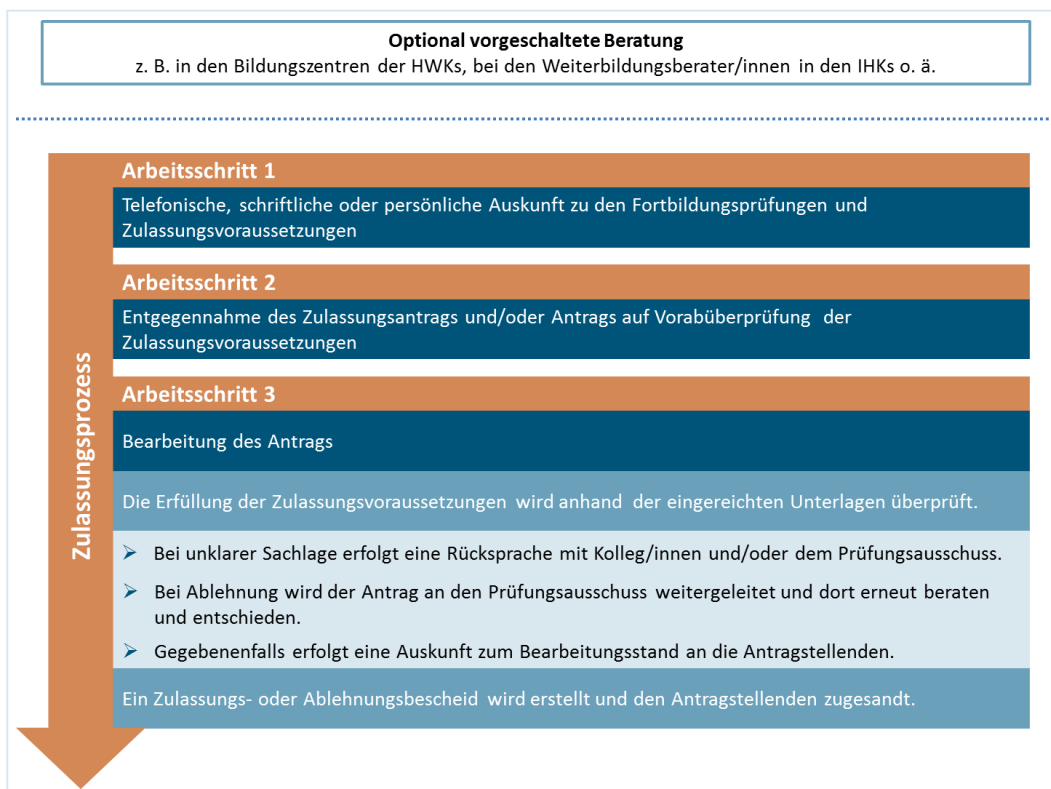 Optional vorgeschaltete Beratung
z. B. in den Bildungszentren der HWKs, bei den Weiterbildungsberater/innen in den IHKs o. ä.
Zulassungsprozess
Arbeitsschritt 1
Telefonische, schriftliche oder persönliche Auskunft zu den Fortbildungsprüfungen und
Zulassungsvoraussetzungen
Arbeitsschritt 2
Entgegennahme des Zulassungsantrags und/oder Antrags auf Vorabüberprüfung der
Zulassungsvoraussetzungen
Arbeitsschritt 3
Bearbeitung des Antrags
Die Erfüllung der Zulassungsvoraussetzungen wird anhand der eingereichten Unterlagen überprüft.
➢ Bei unklarer Sachlage erfolgt eine Rücksprache mit Kolleg/innen und/oder dem Prüfungsausschuss.
➢ Bei Ablehnung wird der Antrag an den Prüfungsausschuss weitergeleitet und dort erneut beraten
und entschieden.
➢ Gegebenenfalls erfolgt eine Auskunft zum Bearbeitungsstand an die Antragstellenden.
Ein Zulassungs- oder Ablehnungsbescheid wird erstellt und den Antragstellenden zugesandt.